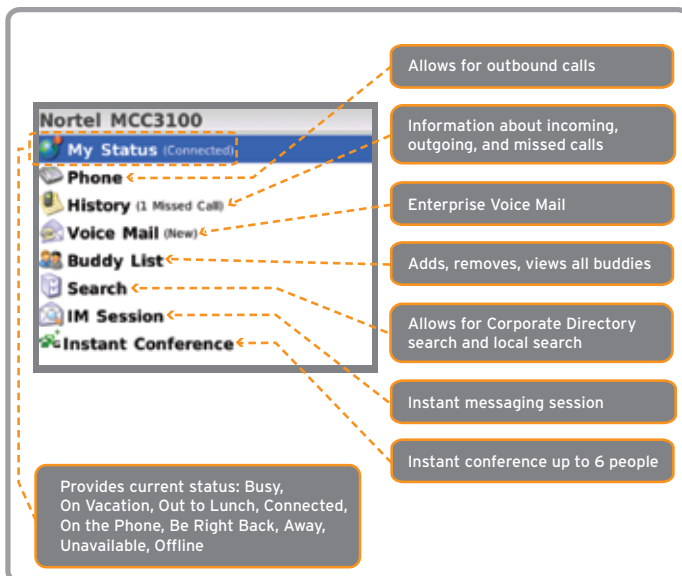 Allows for outbound calls
Nortel MCC3100
My Status (Connected)
Phone
History (1 Missed Call)
Voice Mail (New)
Buddy List
Search
IM Session
Instant Conference
Information about incoming,
outgoing, and missed calls
Enterprise Voice Mail
Adds, removes, views all buddies
Allows for Corporate Directory
search and local search
Instant messaging session
Instant conference up to 6 people
Provides current status: Busy,
On Vacation, Out to Lunch, Connected,
On the Phone, Be Right Back, Away,
Unavailable, Offline